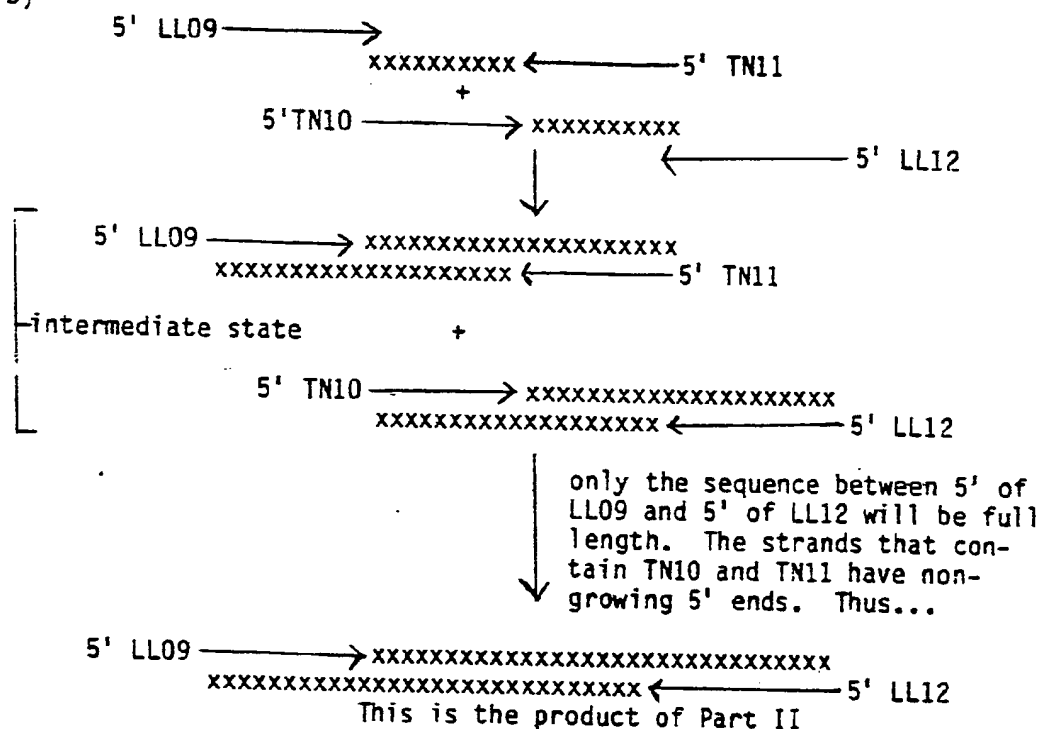 5' LL09
xxxxxxxxxx 5' TN11
+
5'TN10 xxxxxxxxxx
5' LL12
5' LL09 xxxxxxxxxxxxxxxxxxxxx
xxxxxxxxxxxxxxxxxxxx 5' TN11
intermediate state +
5' TN10 xxxxxxxxxxxxxxxxxxxxx
xxxxxxxxxxxxxxxxxxx 5' LL12
only the sequence between 5' of
LL09 and 5' of LL12 will be full
length. The strands that con-
tain TN10 and TN11 have non-
growing 5' ends. Thus...
5' LL09 xxxxxxxxxxxxxxxxxxxxxxxxxxxxxxx
xxxxxxxxxxxxxxxxxxxxxxxxxxxxx 5' LL12
This is the product of Part II